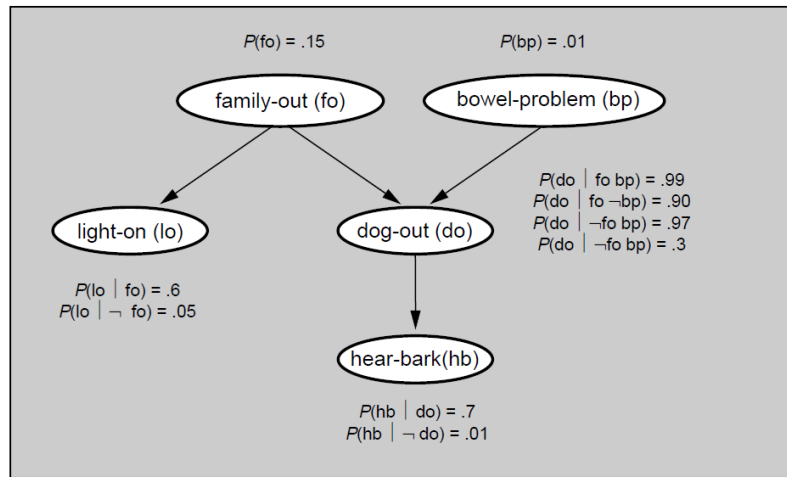 P(fo) = .15
P(bp) = .01
family-out (fo)
bowel-problem (bp)
P(do | fo bp) = .99
P(do | fo ¬bp) = .90
P(do | ¬fo bp) = .97
P(do | ¬fo bp) = .3
light-on (lo)
dog-out (do)
P(lo | fo) = .6
P(lo | ¬ fo) = .05
hear-bark(hb)
P(hb | do) = .7
P(hb | ¬ do) = .01